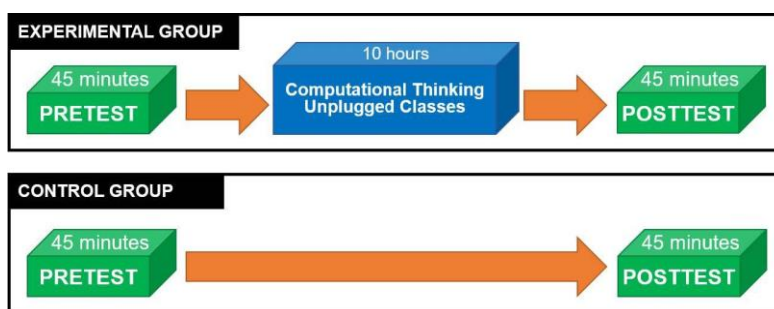 EXPERIMENTAL GROUP
45 minutes
PRETEST
10 hours
Computational Thinking
Unplugged Classes
45 minutes
POSTTEST
CONTROL GROUP
45 minutes
PRETEST
45 minutes
POSTTEST